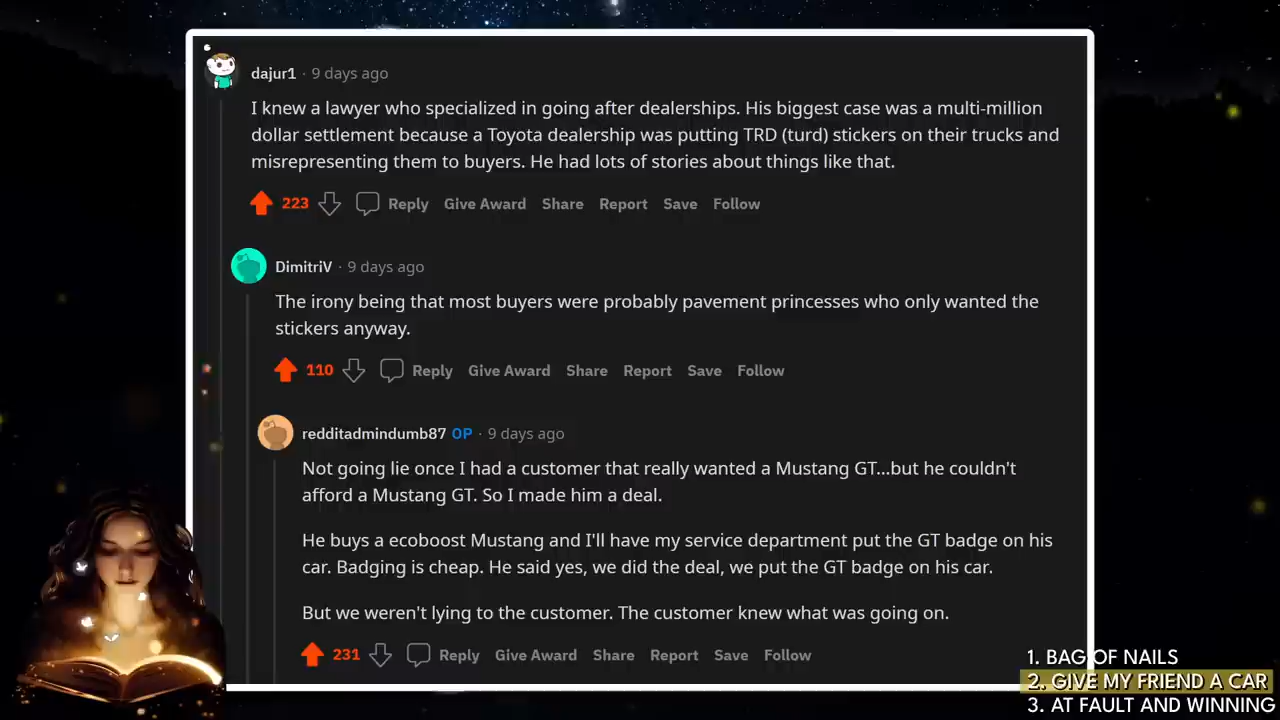 dajur1 · 9 days ago
I knew a lawyer who specialized in going after dealerships. His biggest case was a multi-million
dollar settlement because a Toyota dealership was putting TRD (turd) stickers on their trucks and
misrepresenting them to buyers. He had lots of stories about things like that.
223 Reply Give Award Share Report Save Follow
DimitriV · 9 days ago
The irony being that most buyers were probably pavement princesses who only wanted the
stickers anyway.
110 Reply Give Award Share Report Save Follow
redditadmindumb87 OP · 9 days ago
Not going lie once I had a customer that really wanted a Mustang GT...but he couldn't
afford a Mustang GT. So I made him a deal.
He buys a ecoboost Mustang and I'll have my service department put the GT badge on his
car. Badging is cheap. He said yes, we did the deal, we put the GT badge on his car.
But we weren't lying to the customer. The customer knew what was going on.
231 Reply Give Award Share Report Save Follow
1. BAG OF NAILS
2. GIVE MY FRIEND A CAR
3. AT FAULT AND WINNING